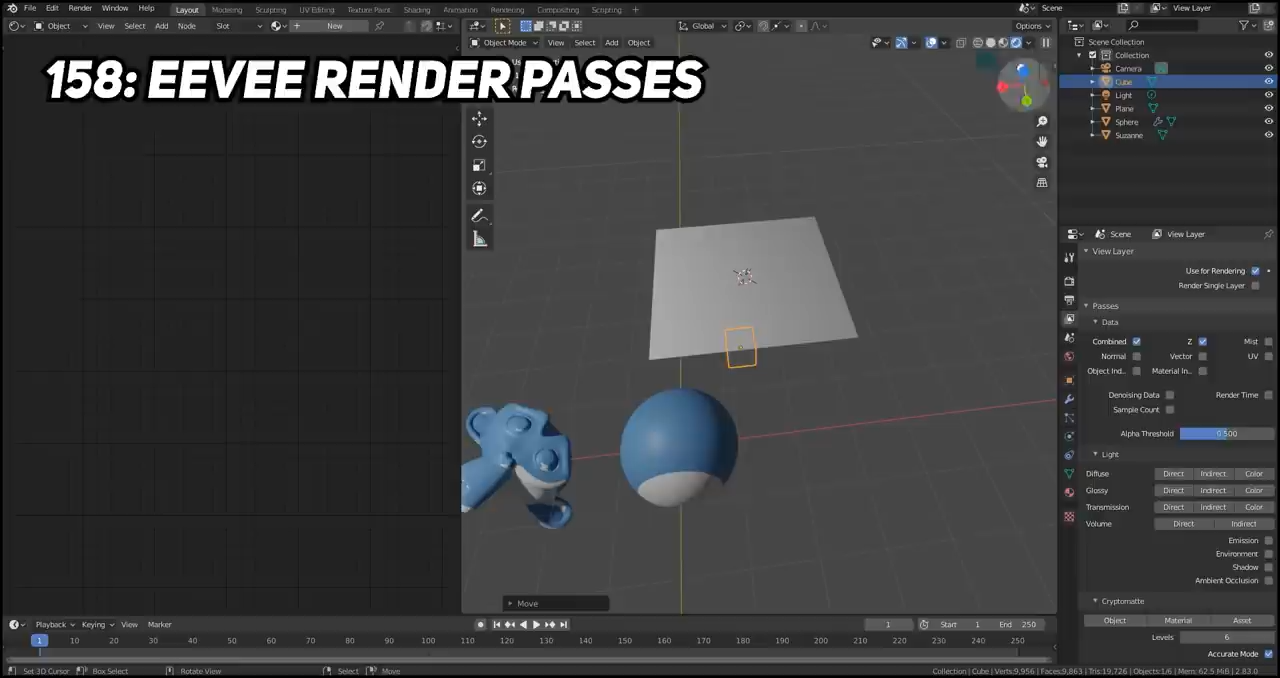 File Edit Render Window Help Layout Modeling Sculpting UV Editing Texture Paint Shading Animation Rendering Compositing Scripting + Scene View Layer
Object View Select Add Node Slot New Global Options
Object Mode View Select Add Object
158: EEVEE RENDER PASSES
Scene Collection
Collection
Camera
Cube
Light
Plane
Sphere
Suzanne
Scene View Layer
View Layer
Use for Rendering
Render Single Layer
Passes
Data
Combined Z Mist
Normal Vector UV
Object Ind.. Material In..
Denoising Data Render Time
Sample Count
Alpha Threshold 0.500
Light
Diffuse Direct Indirect Color
Glossy Direct Indirect Color
Transmission Direct Indirect Color
Volume Direct Indirect
Emission
Environment
Shadow
Ambient Occlusion
Cryptomatte
Object Material Asset
Levels 6
Accurate Mode
Move
Playback Keying View Marker 1 Start 1 End 250
1 10 20 30 40 50 60 70 80 90 100 110 120 130 140 150 160 170 180 190 200 210 220 230 240 250
Set 3D Cursor Box Select Rotate View Select Move Collection | Cube | Verts:9,956 | Faces:9,863 | Tris:19,726 | Objects:1/6 | Mem: 62.5 MiB | 2.83.0